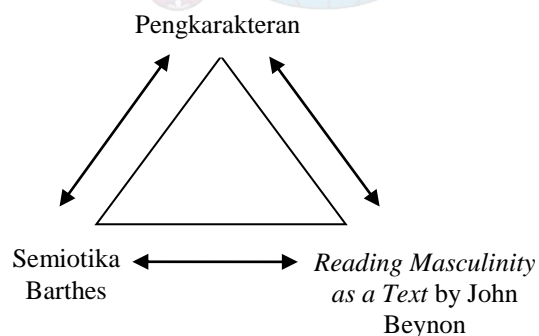 Pengkarakteran
Semiotika
Barthes
Reading Masculinity
as a Text by John
Beynon